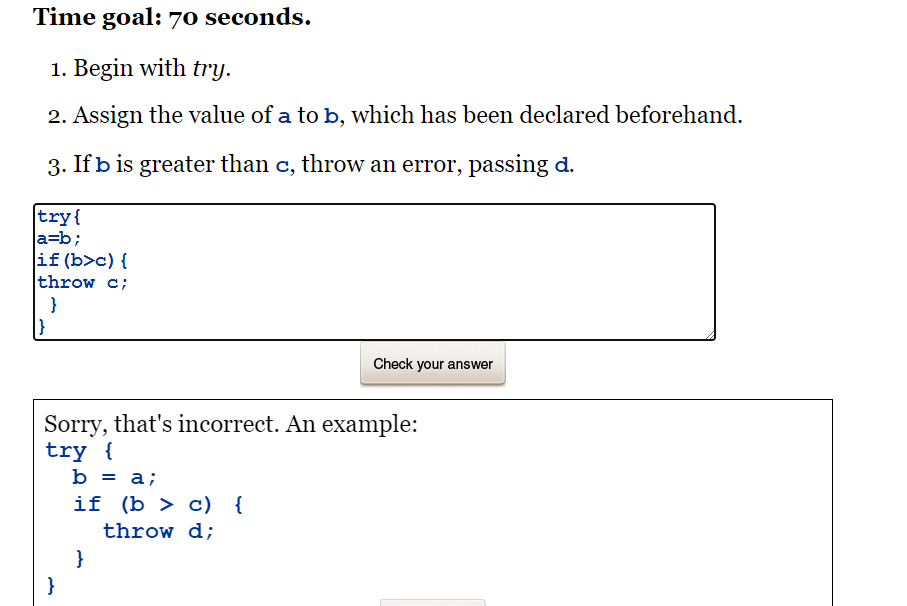 Time goal: 70 seconds.
1. Begin with try.
2. Assign the value of a to b, which has been declared beforehand.
3. If b is greater than c, throw an error, passing d.
try{
a=b;
if(b>c){
throw c;
}
}
Check your answer
Sorry, that's incorrect. An example:
try {
b = a;
if (b > c) {
throw d;
}
}